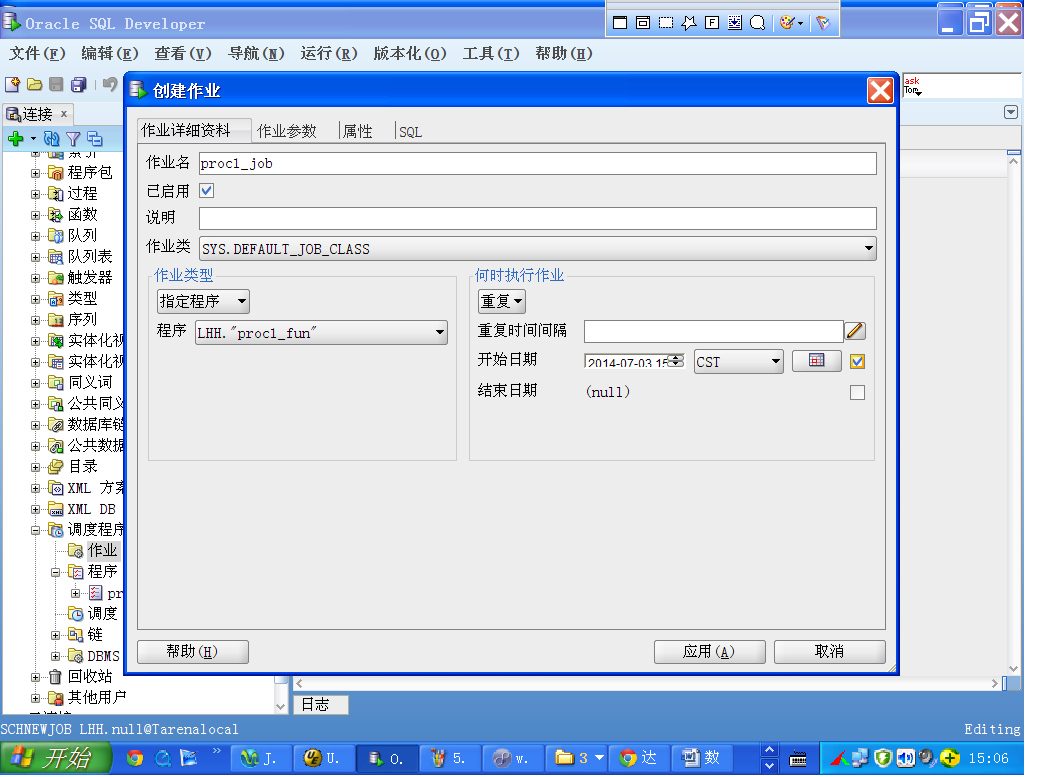 Oracle SQL Developer
文件(F) 编辑(E) 查看(V) 导航(N) 运行(R) 版本化(O) 工具(T) 帮助(H)
ask
Tom
连接 x
创建作业
作业详细资料 作业参数 属性 SQL
作业名 proc1_job
已启用
说明
作业类 SYS.DEFAULT_JOB_CLASS
作业类型 何时执行作业
指定程序 重复
程序 LHH."proc1_fun" 重复时间间隔
开始日期 2014-07-03 15 CST
结束日期 (null)
帮助(H) 应用(A) 取消
索引
程序包
过程
函数
队列
队列表
触发器
类型
序列
实体化视
实体化视
同义词
公共同义
数据库链
公共数据
目录
XML 方案
XML DB
调度程序
作业
程序
pr
调度
链
DBMS
回收站
其他用户
日志
SCHNEWJOB LHH.null@Tarenalocal Editing
开始 J. U. O. 5. w. 3 达 数 15:06